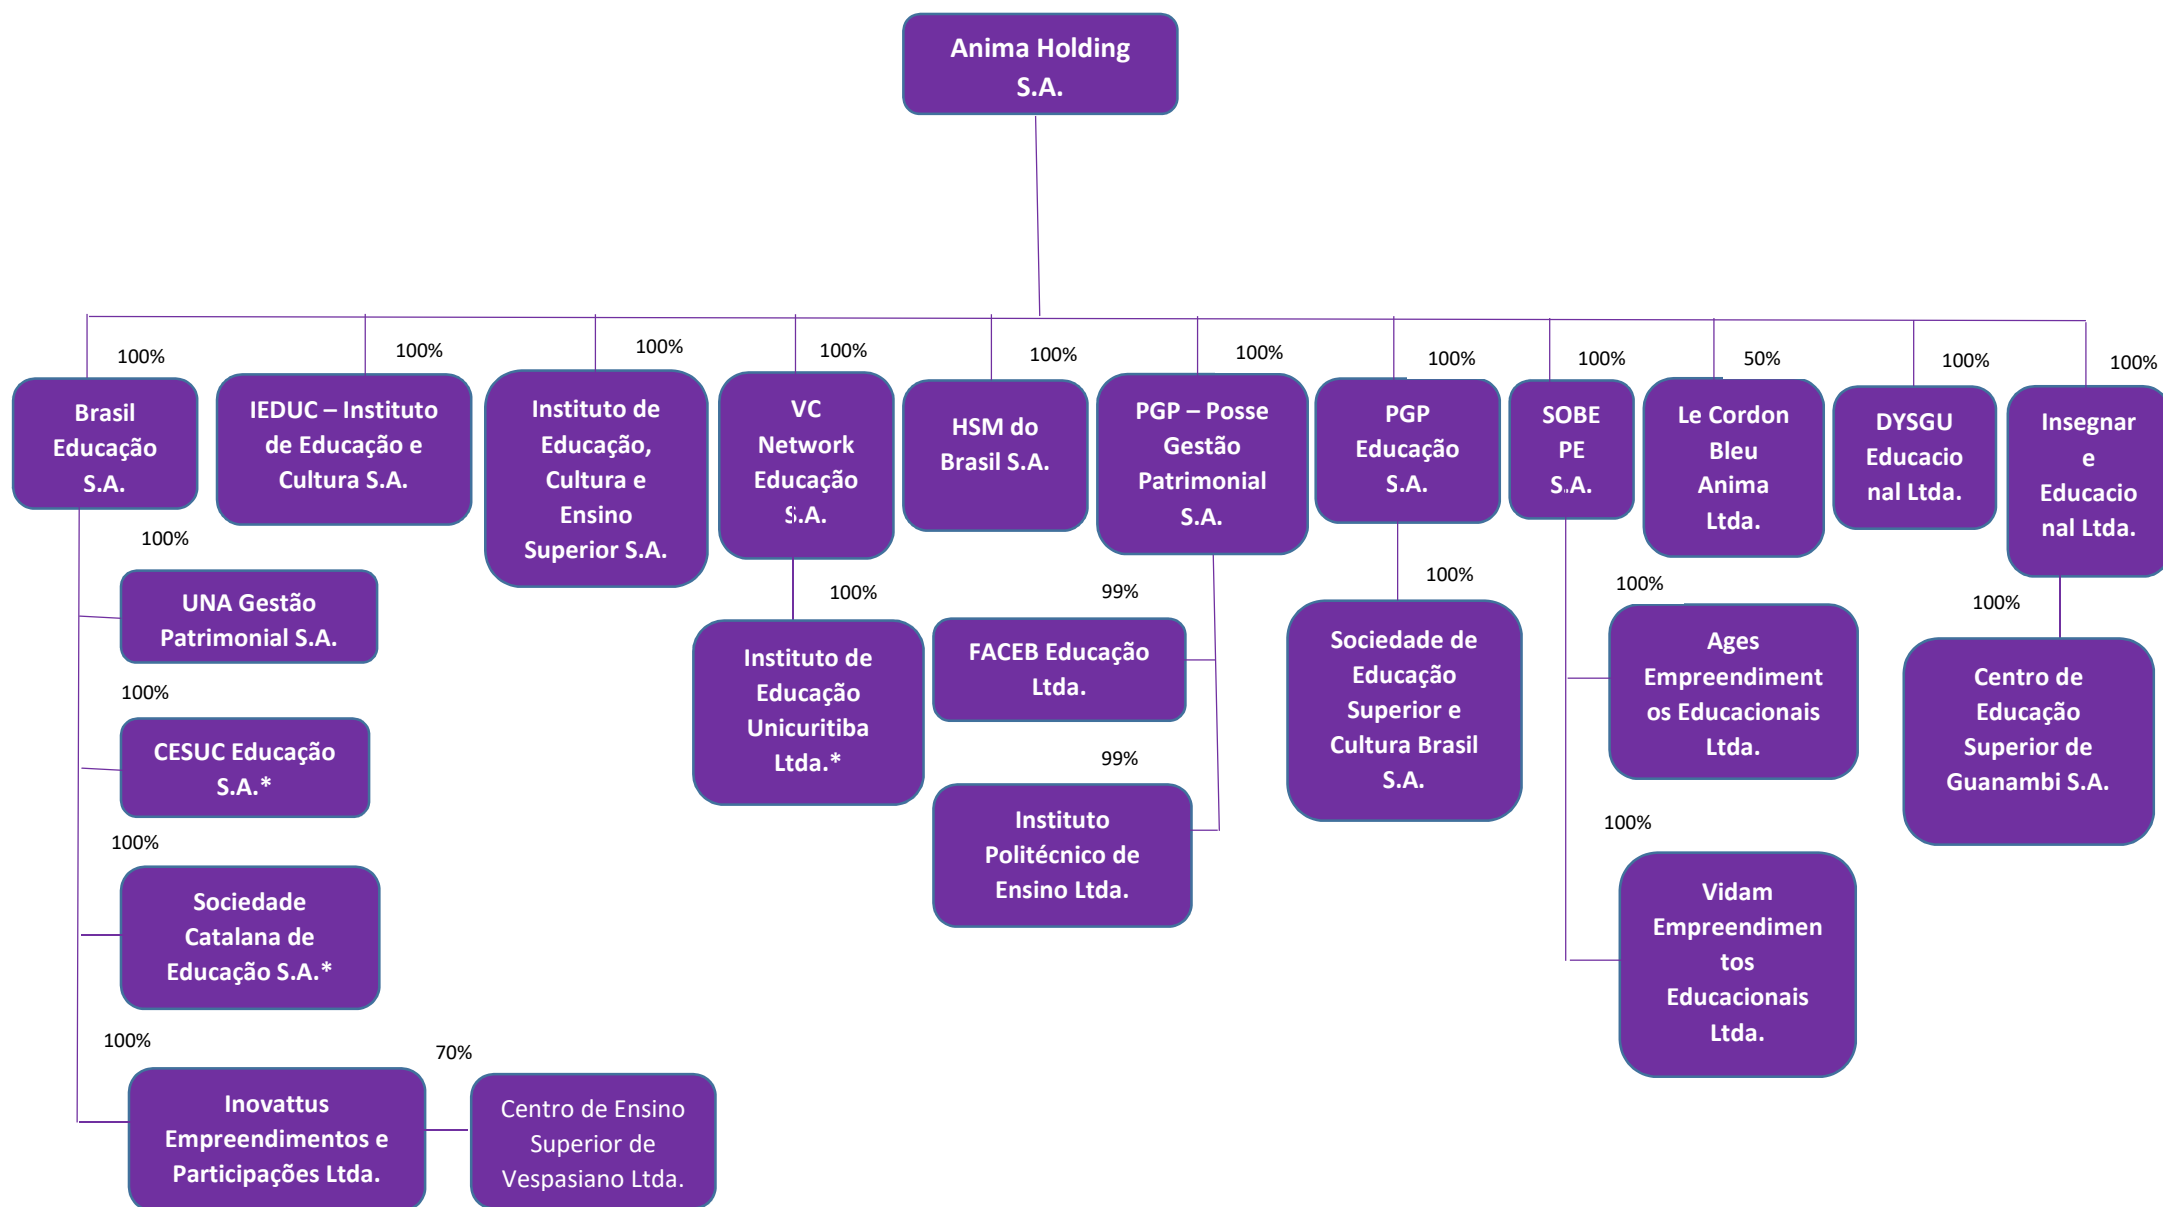 Anima Holding
S.A.
100%
100%
100%
100%
100%
100%
100%
100%
50%
100%
100%
Brasil
Educação
S.A.
IEDUC – Instituto
de Educação e
Cultura S.A.
Instituto de
Educação,
Cultura e
Ensino
Superior S.A.
VC
Network
Educação
S.A.
HSM do
Brasil S.A.
PGP – Posse
Gestão
Patrimonial
S.A.
PGP
Educação
S.A.
SOBE
PE
S.A.
Le Cordon
Bleu
Anima
Ltda.
DYSGU
Educacio
nal Ltda.
Insegnar
e
Educacio
nal Ltda.
100%
UNA Gestão
Patrimonial S.A.
100%
CESUC Educação
S.A.*
100%
Sociedade
Catalana de
Educação S.A.*
100%
Inovattus
Empreendimentos e
Participações Ltda.
70%
Centro de Ensino
Superior de
Vespasiano Ltda.
100%
Instituto de
Educação
Unicuritiba
Ltda.*
99%
FACEB Educação
Ltda.
99%
Instituto
Politécnico de
Ensino Ltda.
100%
Sociedade de
Educação
Superior e
Cultura Brasil
S.A.
100%
Ages
Empreendiment
os Educacionais
Ltda.
100%
Vidam
Empreendimen
tos
Educacionais
Ltda.
100%
Centro de
Educação
Superior de
Guanambi S.A.